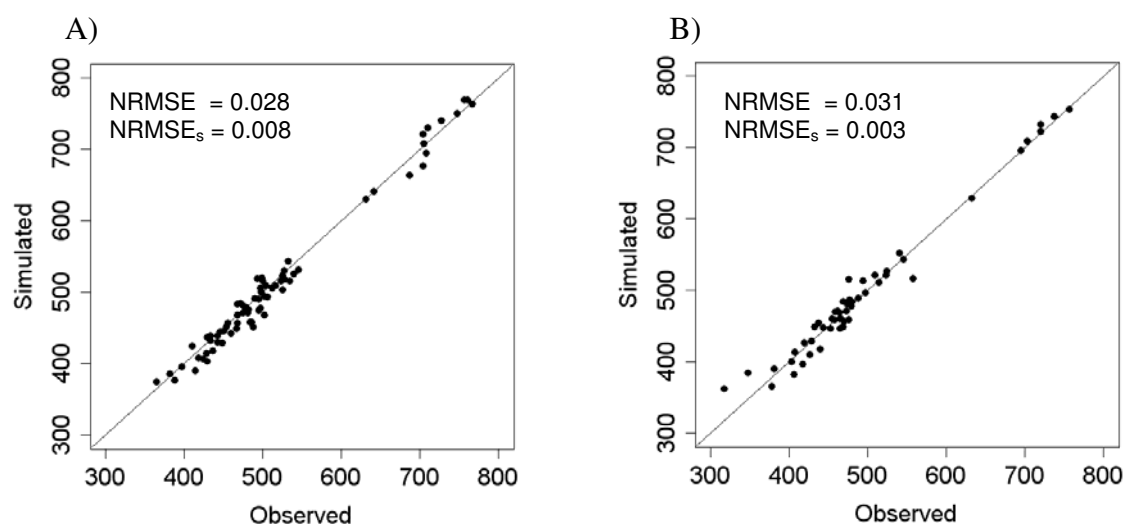 A)
NRMSE = 0.028
NRMSEs = 0.008
800
700
600
500
400
300
Simulated
300 400 500 600 700 800
Observed
B)
NRMSE = 0.031
NRMSEs = 0.003
800
700
600
500
400
300
Simulated
300 400 500 600 700 800
Observed